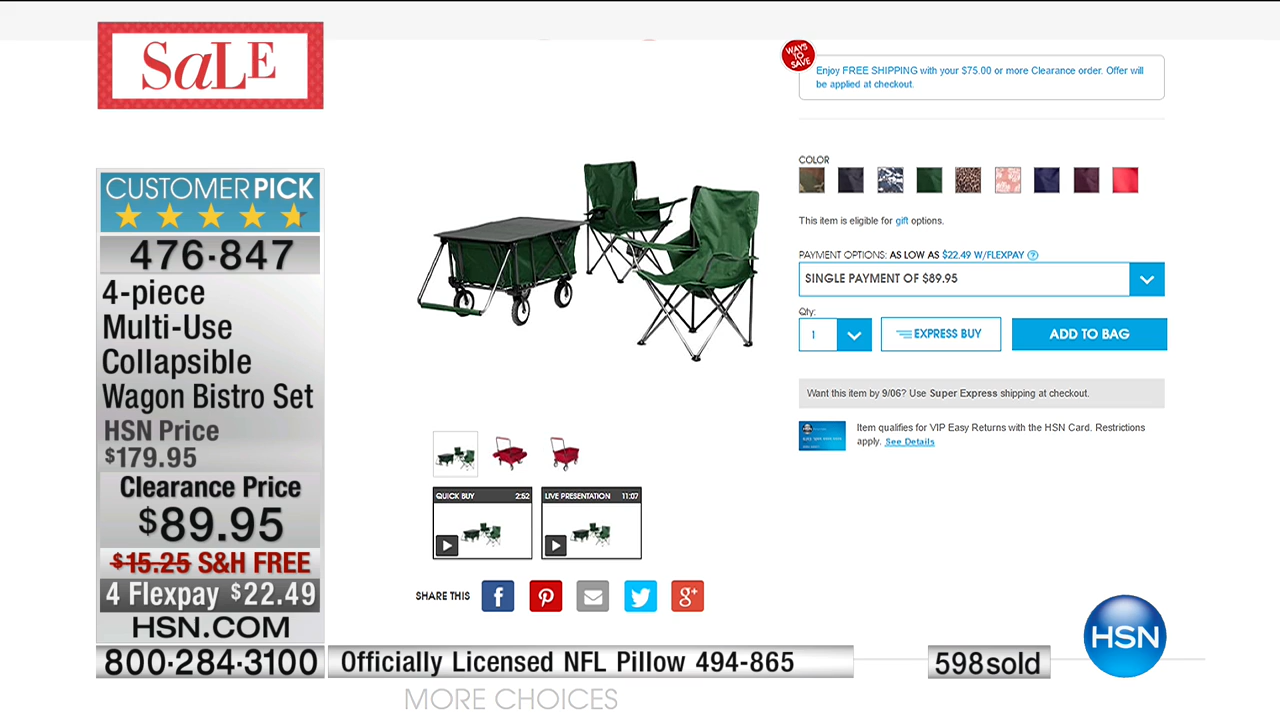 SaLE
CUSTOMERPICK
476-847
4-piece
Multi-Use
Collapsible
Wagon Bistro Set
HSN Price
$179.95
Clearance Price
$89.95
$15.25 S&H FREE
4 Flexpay $22.49
HSN.COM
800-284-3100
WAYS
TO
SAVE
Enjoy FREE SHIPPING with your $75.00 or more Clearance order. Offer will
be applied at checkout.
COLOR
This item is eligible for gift options.
PAYMENT OPTIONS: AS LOW AS $22.49 W/FLEXPAY ?
SINGLE PAYMENT OF $89.95
Qty:
1
EXPRESS BUY
ADD TO BAG
Want this item by 9/06? Use Super Express shipping at checkout.
Item qualifies for VIP Easy Returns with the HSN Card. Restrictions
apply. See Details
QUICK BUY 2:52
LIVE PRESENTATION 11:07
SHARE THIS
f
g+
HSN
Officially Licensed NFL Pillow 494-865
598sold
MORE CHOICES